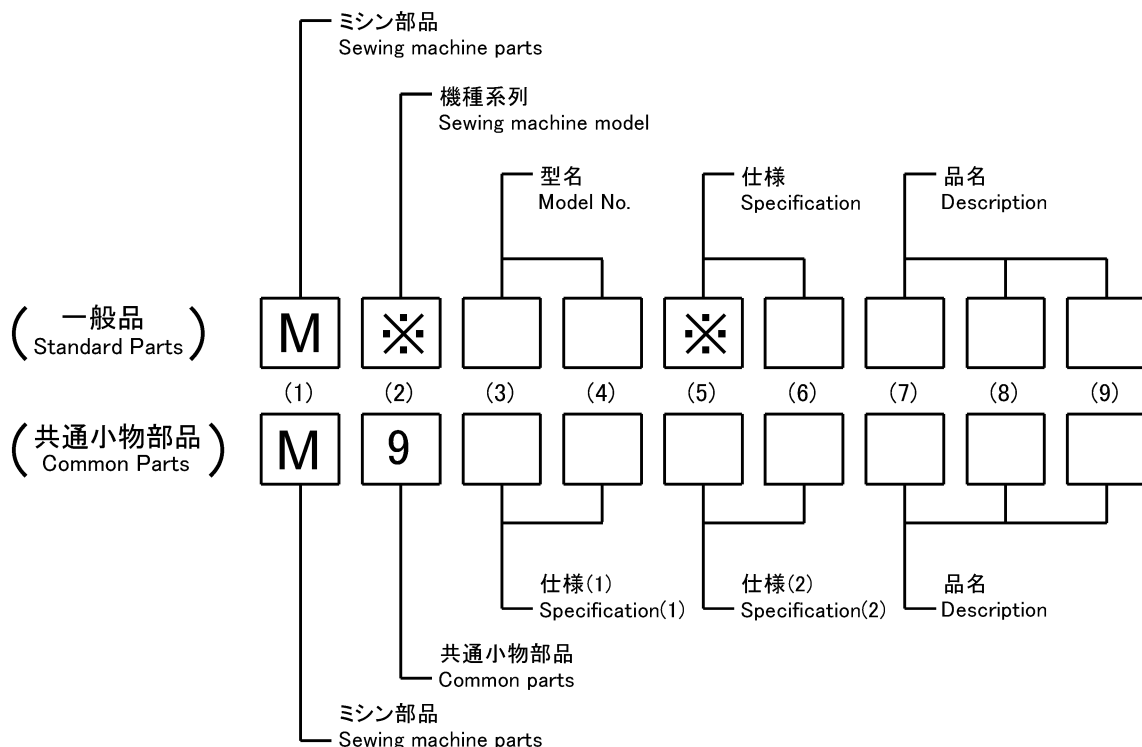 ミシン部品
Sewing machine parts
機種系列
Sewing machine model
型名
Model No.
仕様
Specification
品名
Description
(一般品)
(Standard Parts)
M ※ ※
(1) (2) (3) (4) (5) (6) (7) (8) (9)
(共通小物部品)
(Common Parts)
M 9
仕様(1)
Specification(1)
仕様(2)
Specification(2)
品名
Description
共通小物部品
Common parts
ミシン部品
Sewing machine parts